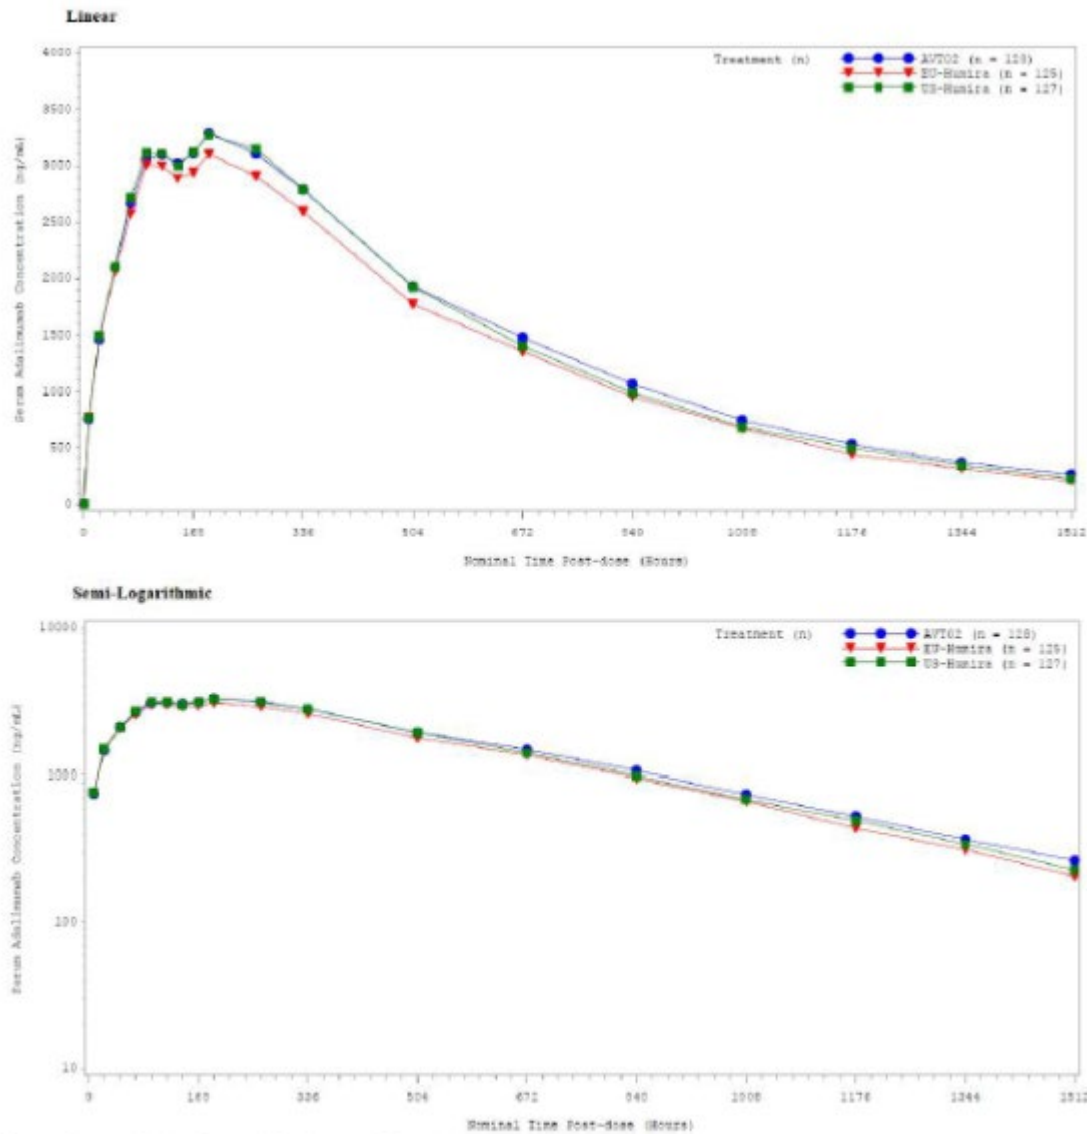 Linear
4000
Treatment (n)
AVT02 (n = 128)
EU-Humira (n = 125)
US-Humira (n = 127)
3500
3000
2500
2000
1500
1000
500
0
Serum Adalimumab Concentration (ng/mL)
0 168 336 504 672 840 1008 1176 1344 1512
Nominal Time Post-dose (Hours)
Semi-Logarithmic
10000
Treatment (n)
AVT02 (n = 128)
EU-Humira (n = 125)
US-Humira (n = 127)
1000
100
10
Serum Adalimumab Concentration (ng/mL)
0 168 336 504 672 840 1008 1176 1344 1512
Nominal Time Post-dose (Hours)